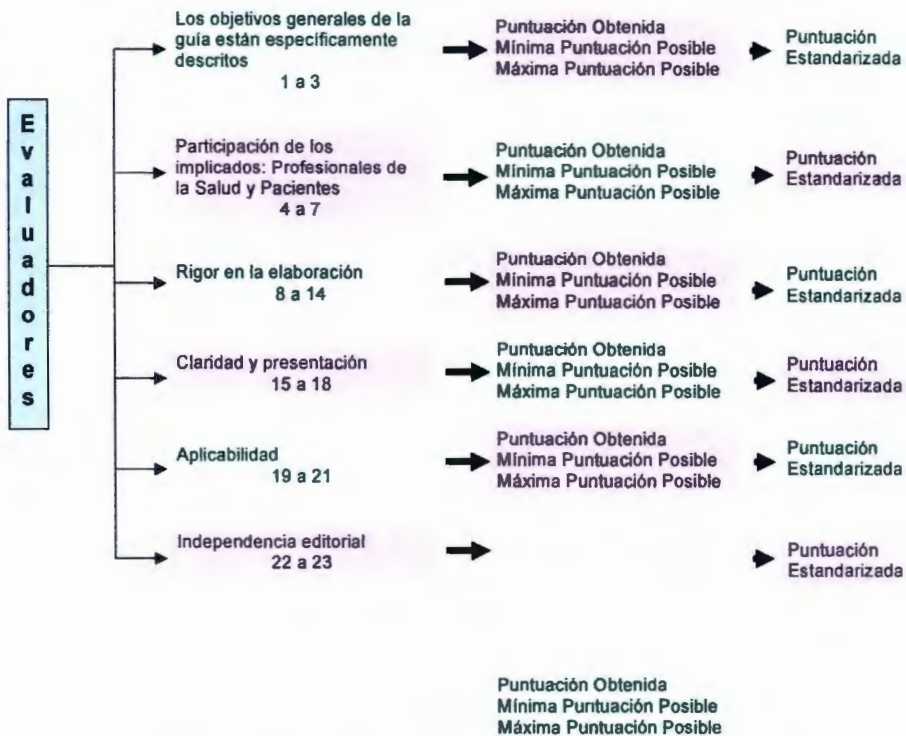 Evaluadores
Los objetivos generales de la
guía están específicamente
descritos
1 a 3
Puntuación Obtenida
Mínima Puntuación Posible
Máxima Puntuación Posible
Puntuación
Estandarizada
Participación de los
implicados: Profesionales de
la Salud y Pacientes
4 a 7
Puntuación Obtenida
Mínima Puntuación Posible
Máxima Puntuación Posible
Puntuación
Estandarizada
Rigor en la elaboración
8 a 14
Puntuación Obtenida
Mínima Puntuación Posible
Máxima Puntuación Posible
Puntuación
Estandarizada
Claridad y presentación
15 a 18
Puntuación Obtenida
Mínima Puntuación Posible
Máxima Puntuación Posible
Puntuación
Estandarizada
Aplicabilidad
19 a 21
Puntuación Obtenida
Mínima Puntuación Posible
Máxima Puntuación Posible
Puntuación
Estandarizada
Independencia editorial
22 a 23
Puntuación
Estandarizada
Puntuación Obtenida
Mínima Puntuación Posible
Máxima Puntuación Posible